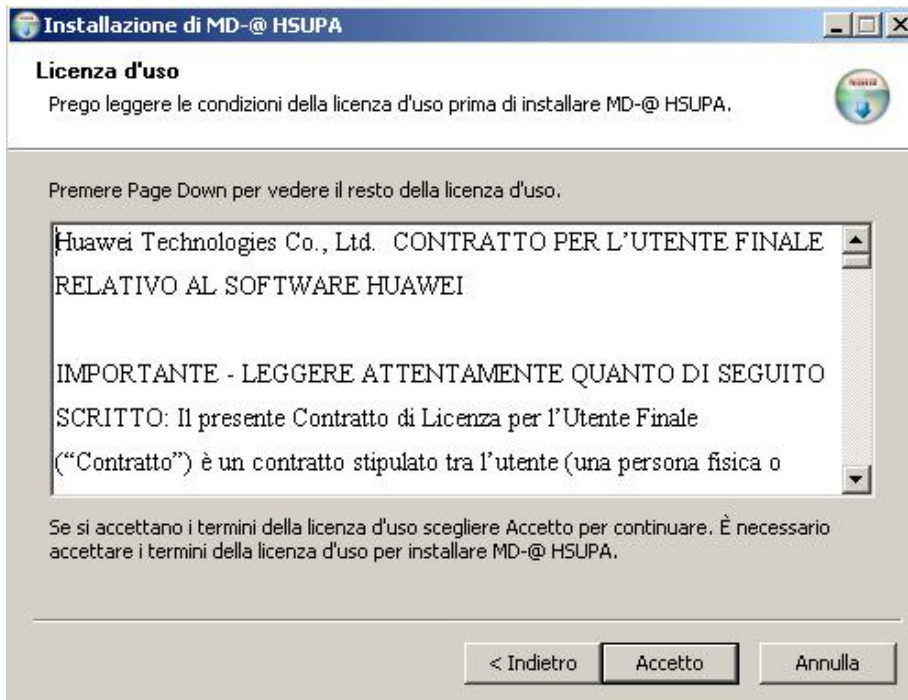 Installazione di MD-@ HSUPA
Licenza d'uso
Prego leggere le condizioni della licenza d'uso prima di installare MD-@ HSUPA.
Premere Page Down per vedere il resto della licenza d'uso.
Huawei Technologies Co., Ltd.  CONTRATTO PER L’UTENTE FINALE
RELATIVO AL SOFTWARE HUAWEI
IMPORTANTE - LEGGERE ATTENTAMENTE QUANTO DI SEGUITO
SCRITTO: Il presente Contratto di Licenza per l’Utente Finale
(“Contratto”) è un contratto stipulato tra l’utente (una persona fisica o
Se si accettano i termini della licenza d'uso scegliere Accetto per continuare. È necessario
accettare i termini della licenza d'uso per installare MD-@ HSUPA.
< Indietro
Accetto
Annulla